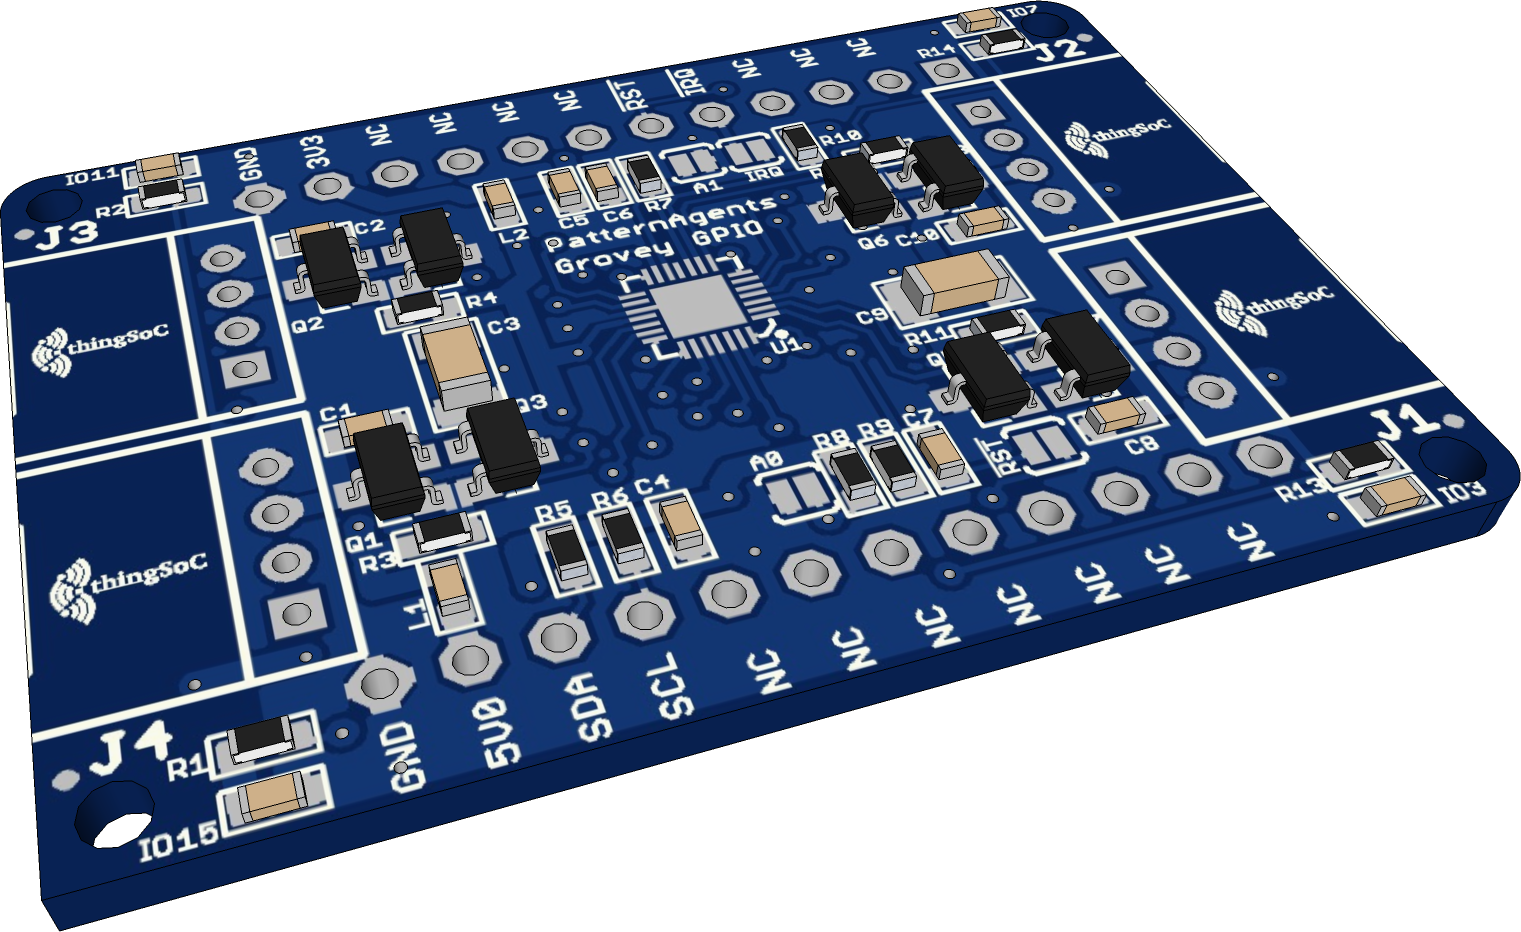 IO7
J2
R14
NC
NC
NC
IRQ
RST
NC
NC
NC
NC
3V3
GND
IO11
R2
J3
C2
Q2
R4
C3
L2
C5
C6
R7
A1
IRQ
R10
PatternAgents
Grovey GPIO
Q6
C10
C9
R11
U1
thingSoC
thingSoC
thingSoC
thingSoC
C1
Q3
Q1
R3
L1
R5
R6
C4
A0
R8
R9
C7
RST
C8
J1
R13
IO3
J4
R1
IO15
GND
5V0
SDA
SCL
NC
NC
NC
NC
NC
NC
NC